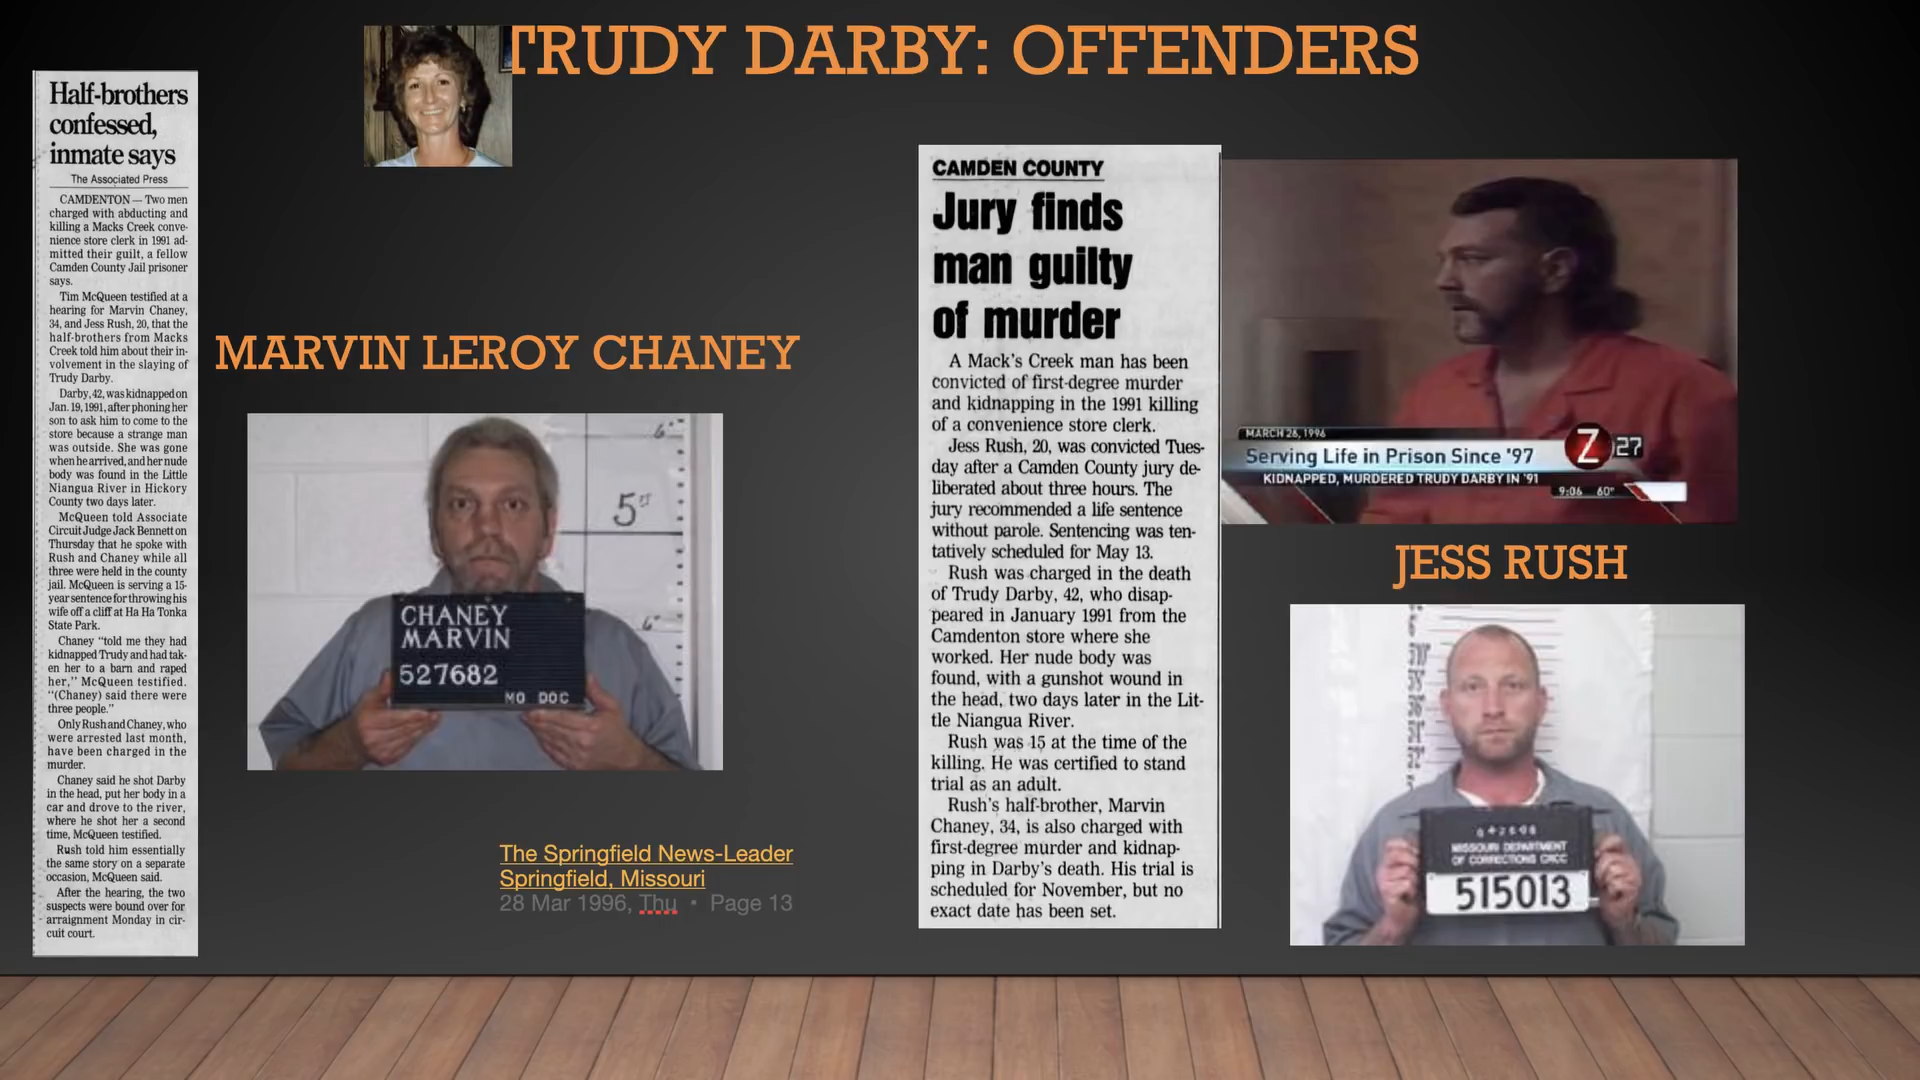 TRUDY DARBY: OFFENDERS
Half-brothers
confessed,
inmate says
The Associated Press
CAMDENTON — Two men
charged with abducting and
killing a Macks Creek conve-
nience store clerk in 1991 ad-
mitted their guilt, a fellow
Camden County Jail prisoner
says.
Tim McQueen testified at a
hearing for Marvin Chaney,
34, and Jess Rush, 20, that the
half-brothers from Macks
Creek told him about their in-
volvement in the slaying of
Trudy Darby.
Darby, 42, was kidnapped on
Jan. 19, 1991, after phoning her
son to ask him to come to the
store because a strange man
was outside. She was gone
when he arrived, and her nude
body was found in the Little
Niangua River in Hickory
County two days later.
McQueen told Associate
Circuit Judge Jack Bennett on
Thursday that he spoke with
Rush and Chaney while all
three were held in the county
jail. McQueen is serving a 15-
year sentence for throwing his
wife off a cliff at Ha Ha Tonka
State Park.
Chaney “told me they had
kidnapped Trudy and had tak-
en her to a barn and raped
her,” McQueen testified.
“(Chaney) said there were
three people.”
Only Rush and Chaney, who
were arrested last month,
have been charged in the
murder.
Chaney said he shot Darby
in the head, put her body in a
car and drove to the river,
where he shot her a second
time, McQueen testified.
Rush told him essentially
the same story on a separate
occasion, McQueen said.
After the hearing, the two
suspects were bound over for
arraignment Monday in cir-
cuit court.
MARVIN LEROY CHANEY
6"
5'
6"
CHANEY
MARVIN
527682
MO DOC
The Springfield News-Leader
Springfield, Missouri
28 Mar 1996, Thu • Page 13
CAMDEN COUNTY
Jury finds
man guilty
of murder
A Mack's Creek man has been
convicted of first-degree murder
and kidnapping in the 1991 killing
of a convenience store clerk.
Jess Rush, 20, was convicted Tues-
day after a Camden County jury de-
liberated about three hours. The
jury recommended a life sentence
without parole. Sentencing was ten-
tatively scheduled for May 13.
Rush was charged in the death
of Trudy Darby, 42, who disap-
peared in January 1991 from the
Camdenton store where she
worked. Her nude body was
found, with a gunshot wound in
the head, two days later in the Lit-
tle Niangua River.
Rush was 15 at the time of the
killing. He was certified to stand
trial as an adult.
Rush's half-brother, Marvin
Chaney, 34, is also charged with
first-degree murder and kidnap-
ping in Darby's death. His trial is
scheduled for November, but no
exact date has been set.
MARCH 26, 1996
Serving Life in Prison Since '97
Z 27
KIDNAPPED, MURDERED TRUDY DARBY IN '91
9:06 60°
JESS RUSH
MISSOURI DEPARTMENT
OF CORRECTIONS CRCC
515013